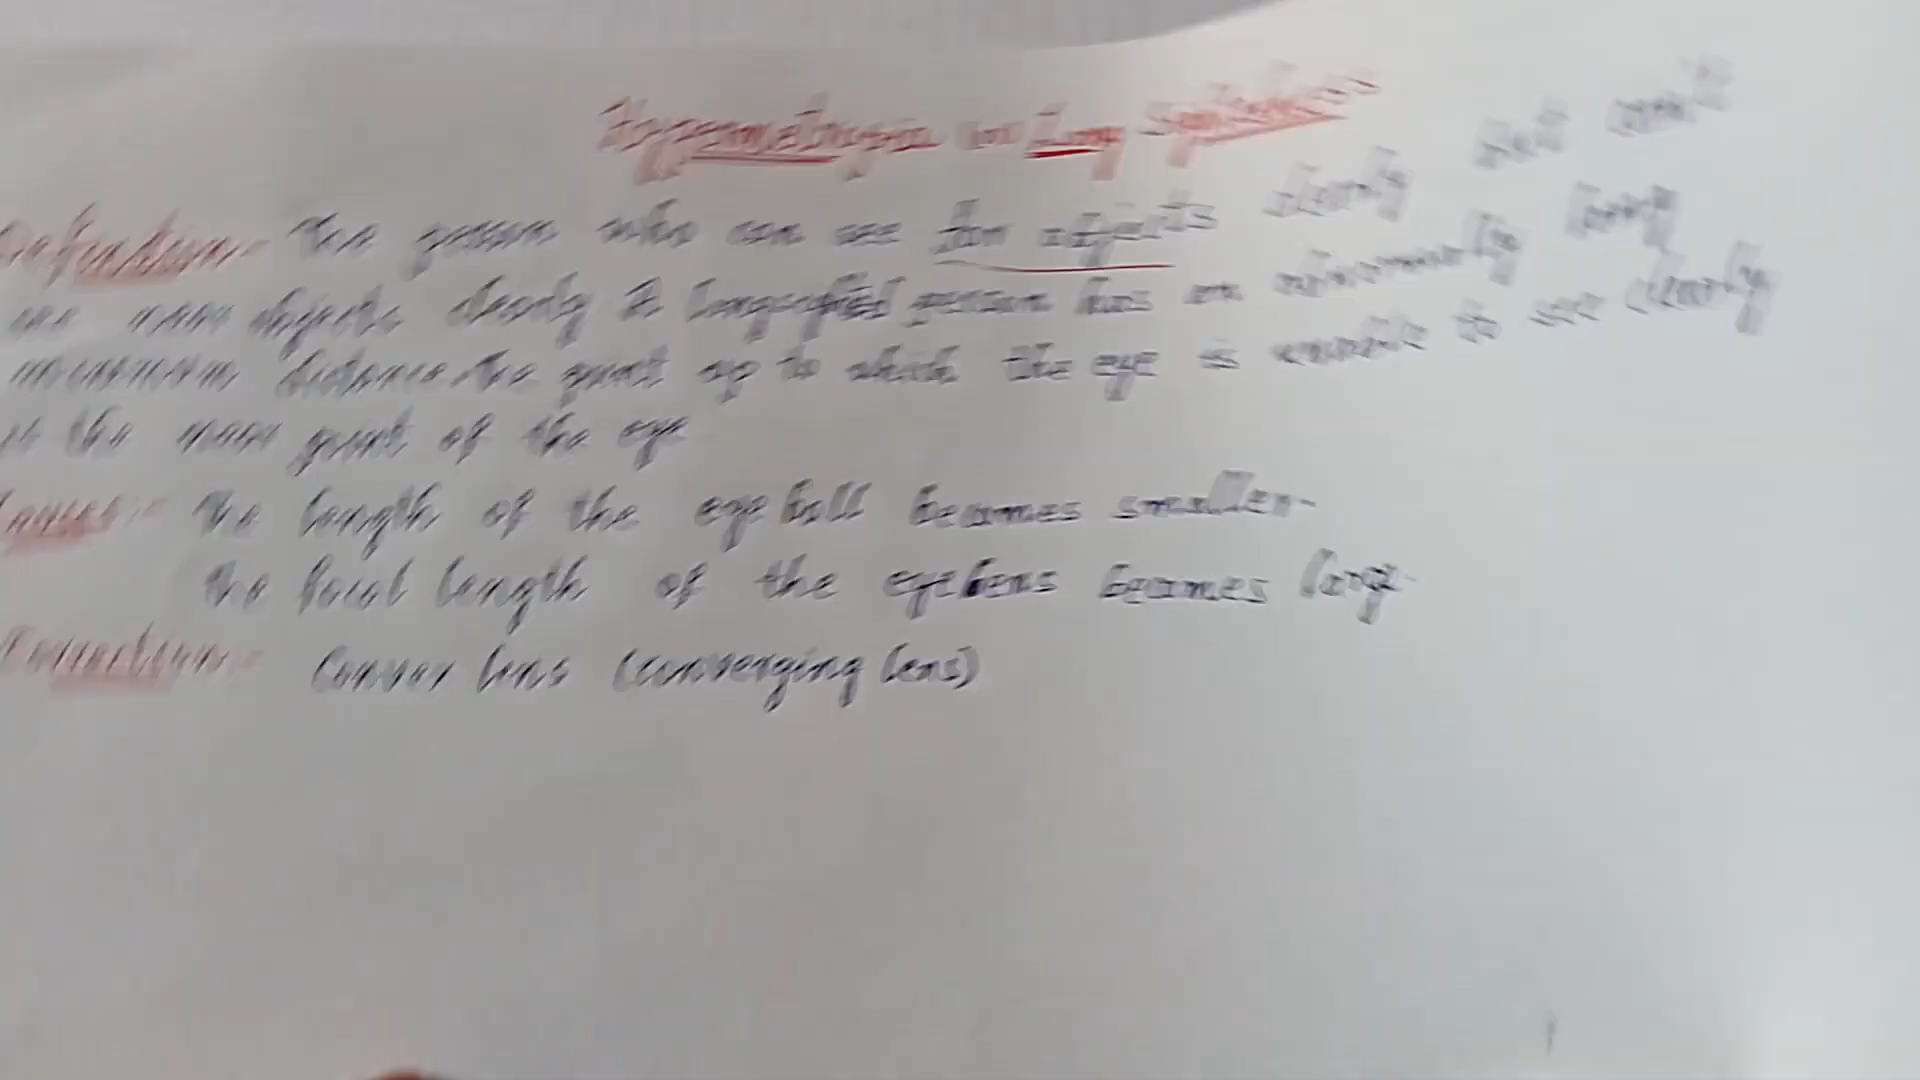 Hypermetropia or Long Sightedness
Definition:- The person who can see far objects clearly but can't
see near objects clearly. A longsighted person has an abnormally long
minimum distance. The point up to which the eye is unable to see clearly
is the near point of the eye
Causes:- The length of the eye ball becomes smaller.
The focal length of the eyelens becomes large.
Correction:- Convex lens (converging lens)